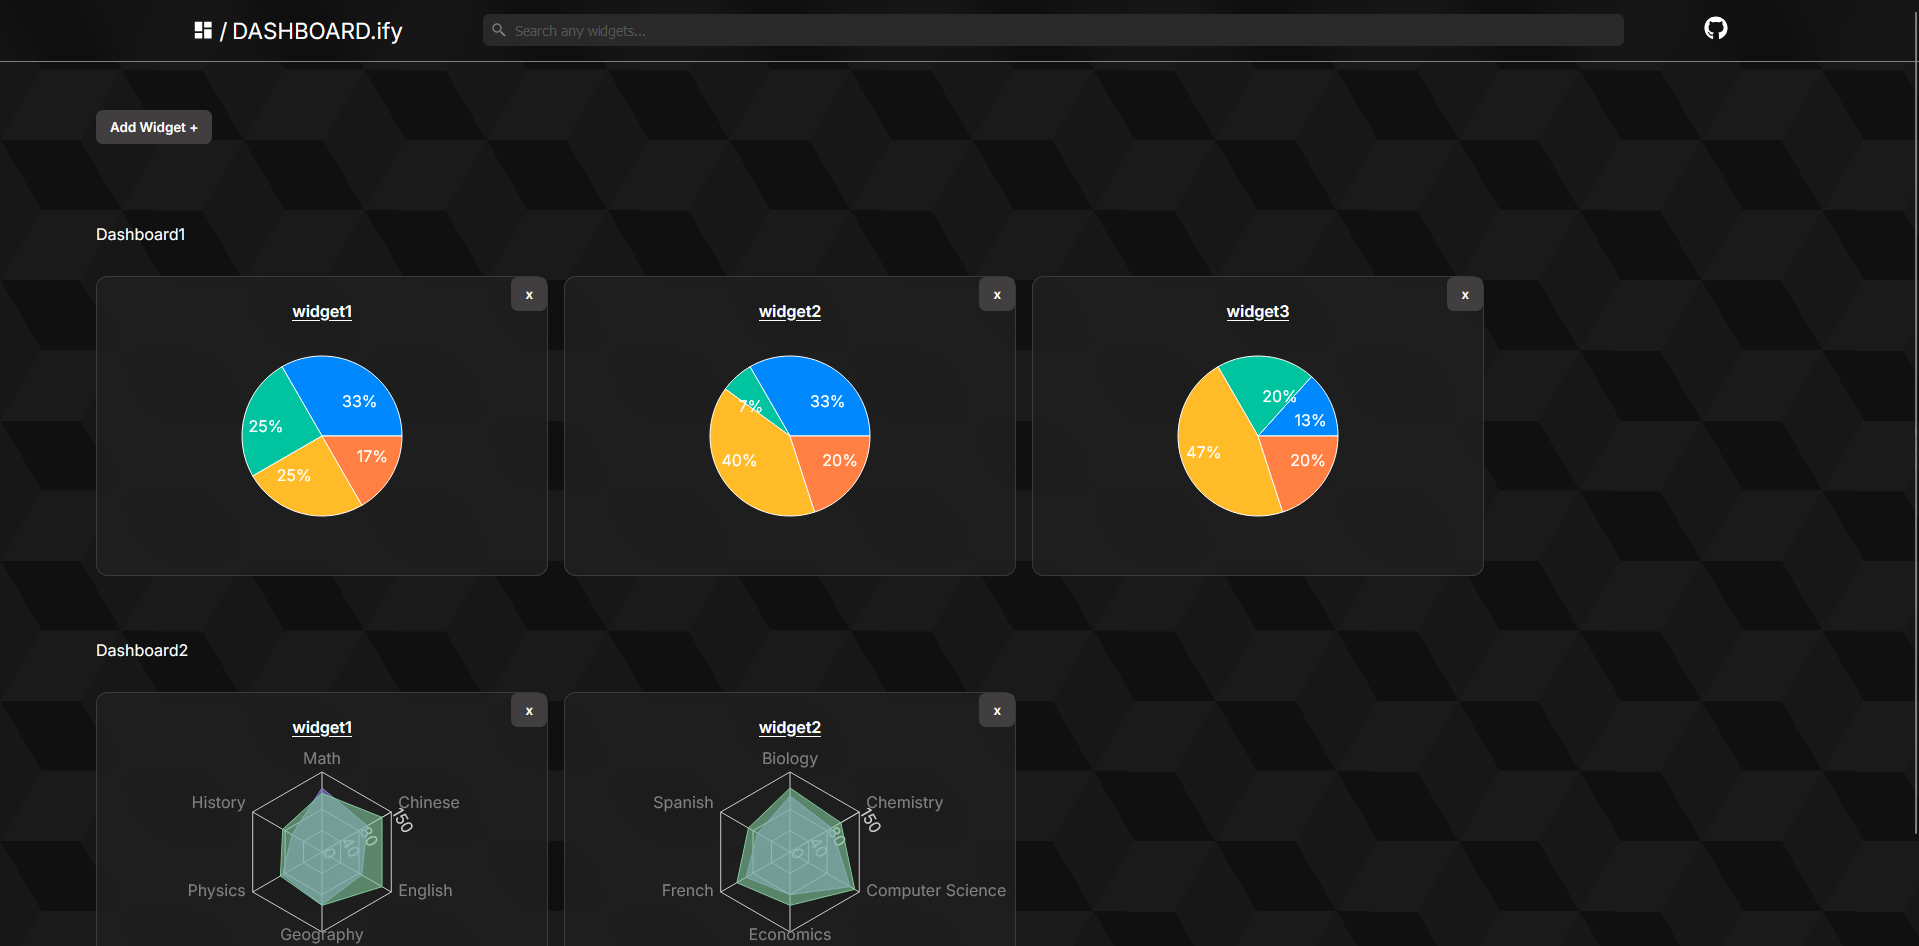 / DASHBOARD.ify
Search any widgets...
Add Widget +
Dashboard1
widget1
x
33%
25%
17%
25%
widget2
x
33%
7%
40%
20%
widget3
x
20%
13%
47%
20%
Dashboard2
widget1
x
Math
History
Chinese
150
80
40
0
Physics
English
Geography
widget2
x
Biology
Spanish
Chemistry
150
80
40
0
French
Computer Science
Economics